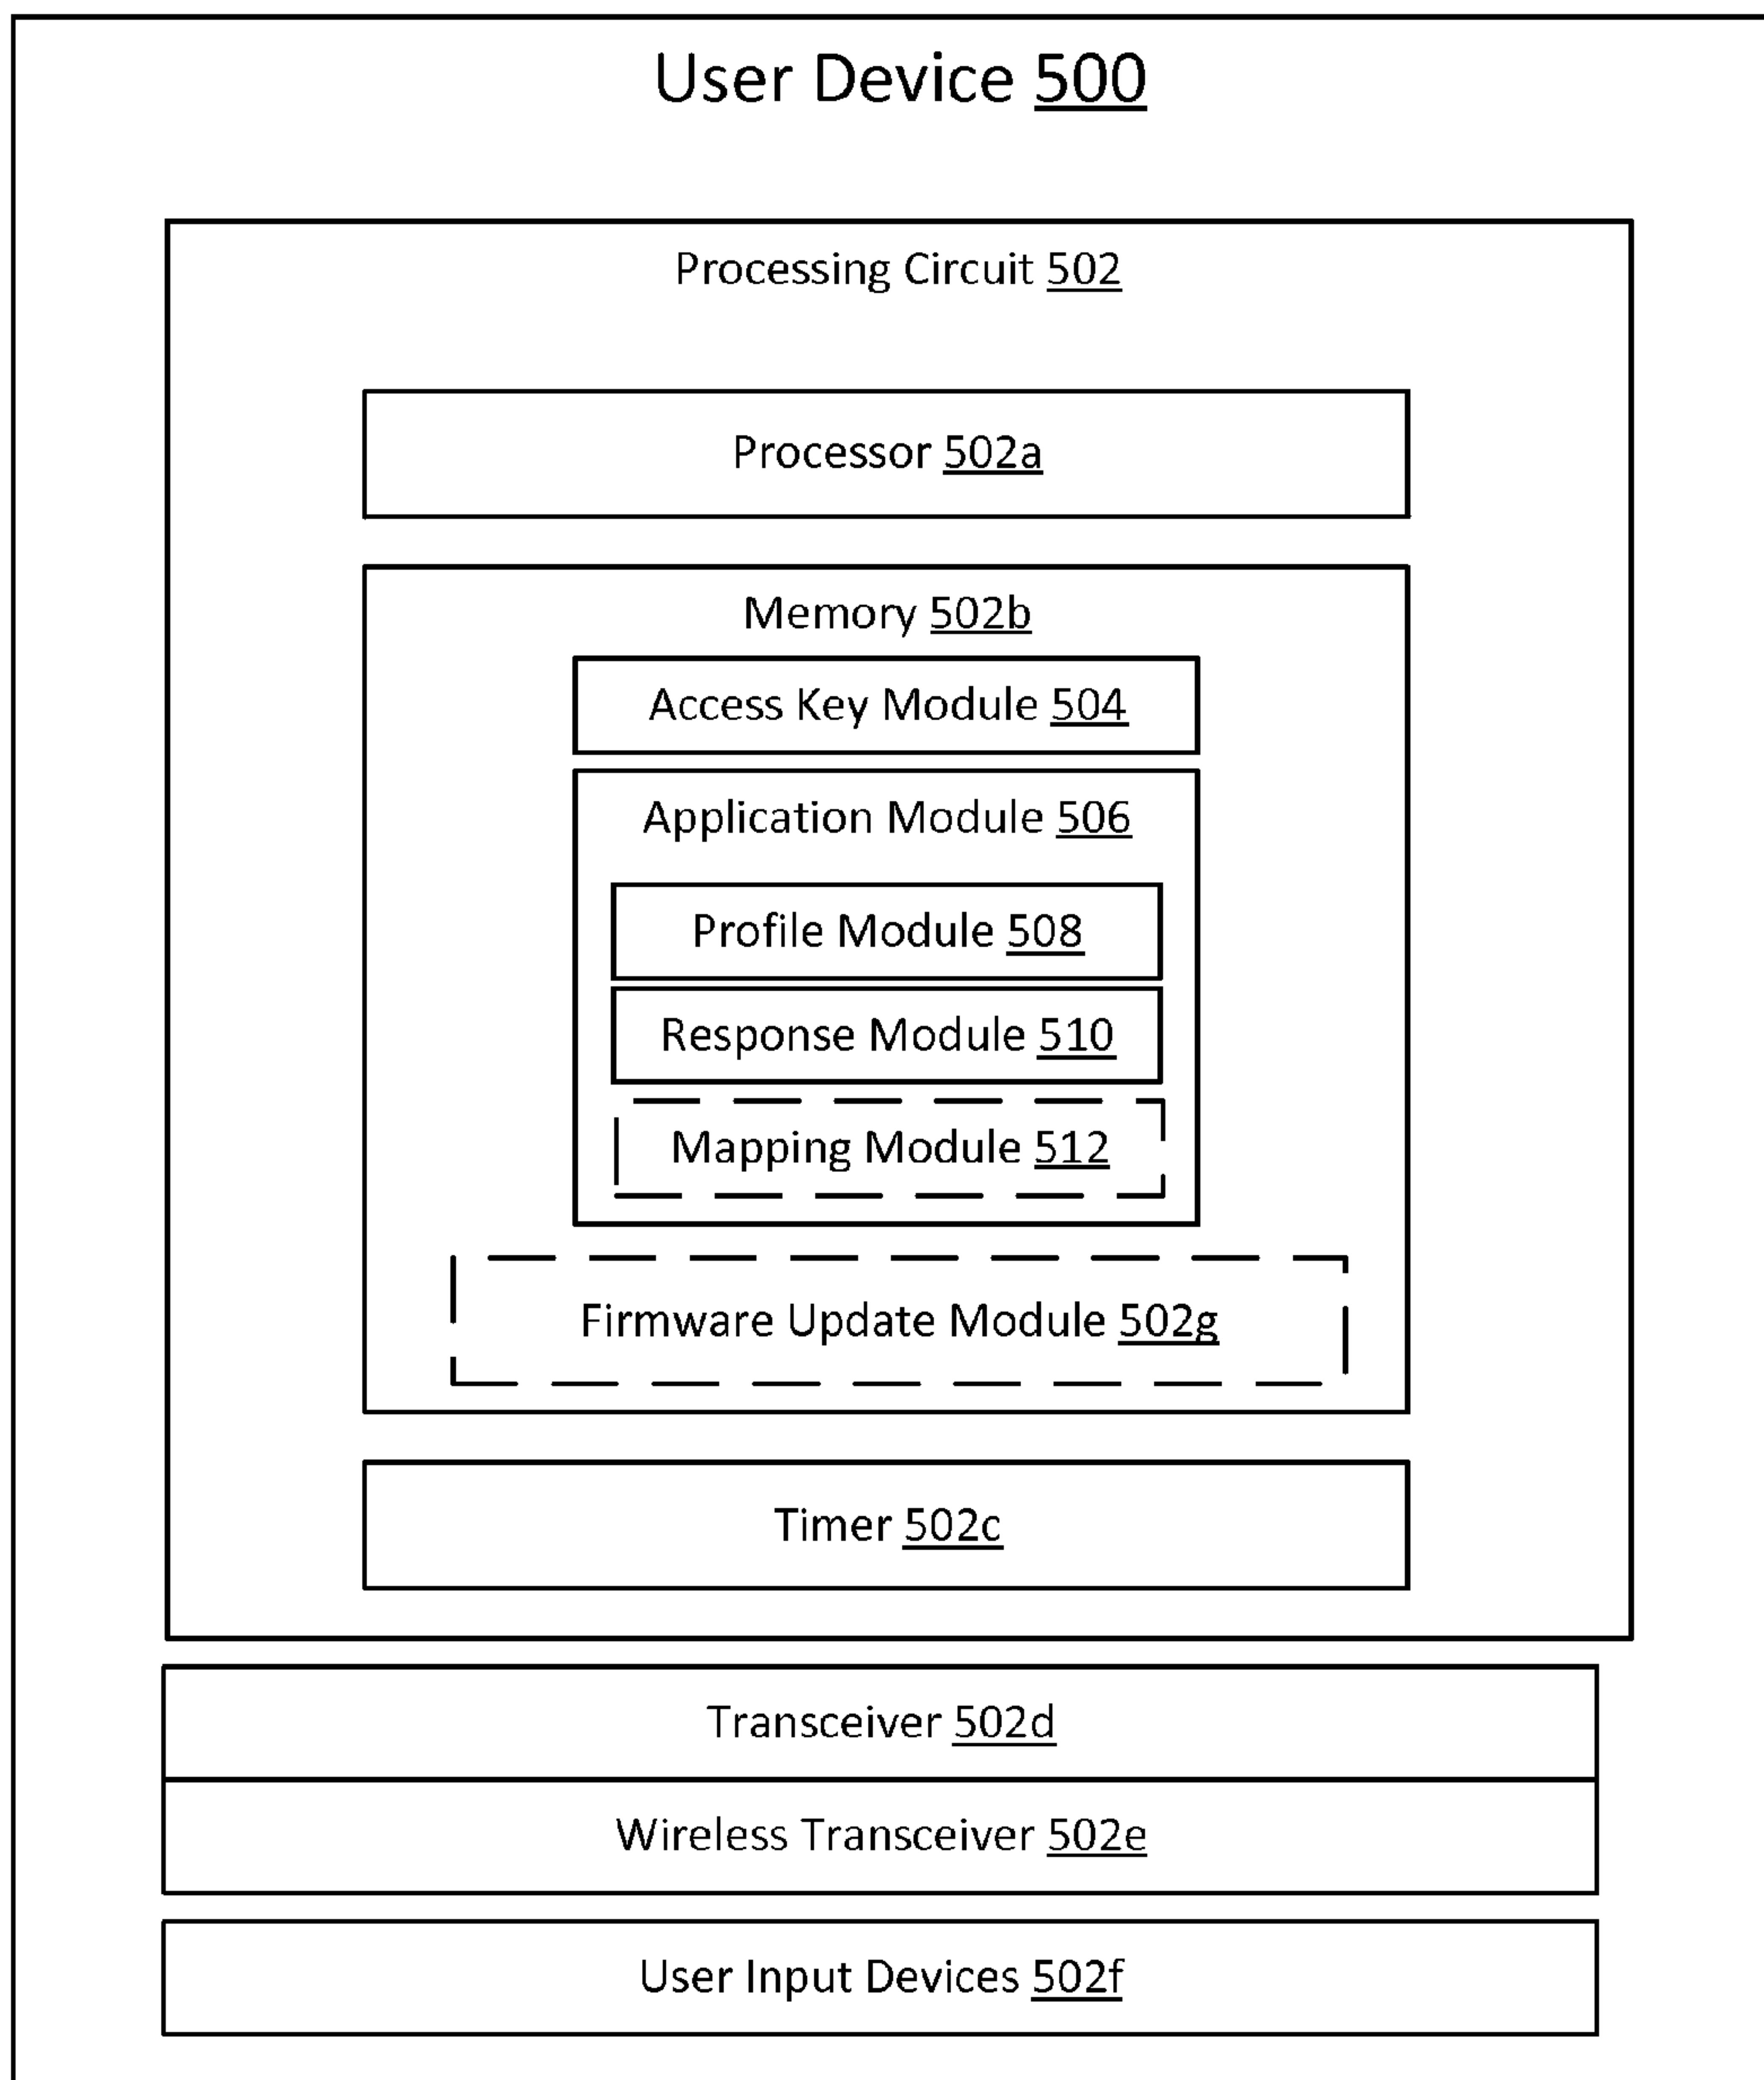 User Device 500
Processing Circuit 502
Processor 502a
Memory 502b
Access Key Module 504
Application Module 506
Profile Module 508
Response Module 510
Mapping Module 512
Firmware Update Module 502g
Timer 502c
Transceiver 502d
Wireless Transceiver 502e
User Input Devices 502f